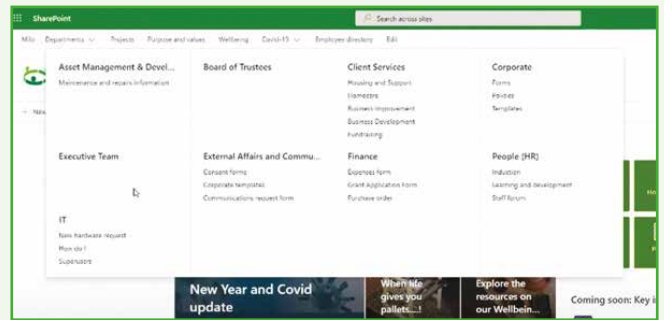 SharePoint
Search across sites
Milo Departments Projects Purpose and values Wellbeing Covid-19 Employee directory Edit
Asset Management & Devel...
Maintenance and repairs information
Board of Trustees
Client Services
Housing and Support
Homecare
Business Improvement
Business Development
Fundraising
Corporate
Forms
Policies
Templates
Executive Team
External Affairs and Commu...
Consent forms
Corporate templates
Communications request form
Finance
Expenses form
Grant Application Form
Purchase order
People [HR]
Induction
Learning and development
Staff forum
IT
New hardware request
How do I
Superusers
New Year and Covid
update
When life
gives you
pallets....!
Explore the
resources on
our Wellbein...
Coming soon: Key